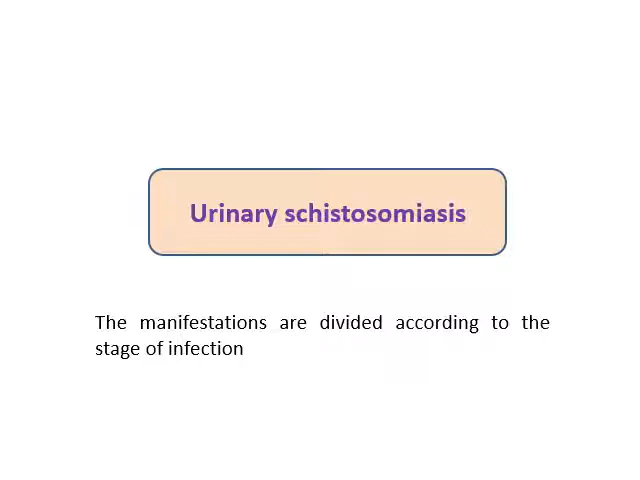 Urinary schistosomiasis
The manifestations are divided according to the
stage of infection